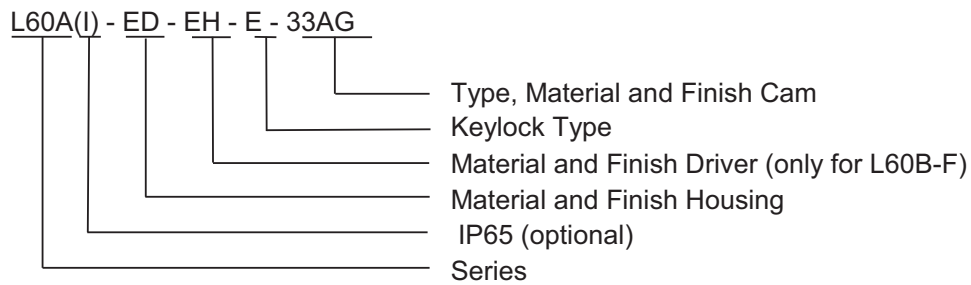 L60A(I) - ED - EH - E - 33AG
Type, Material and Finish Cam
Keylock Type
Material and Finish Driver (only for L60B-F)
Material and Finish Housing
IP65 (optional)
Series